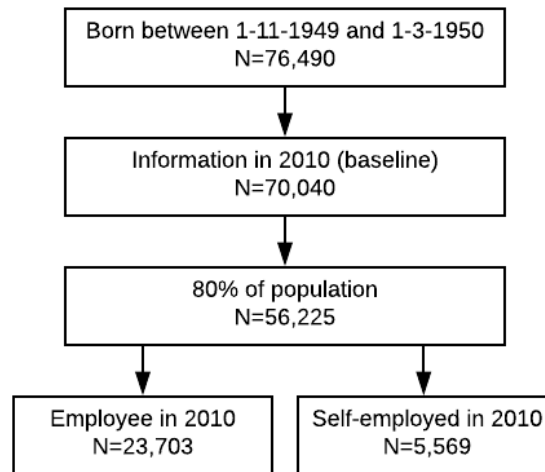 Born between 1-11-1949 and 1-3-1950
N=76,490
Information in 2010 (baseline)
N=70,040
80% of population
N=56,225
Employee in 2010
N=23,703
Self-employed in 2010
N=5,569